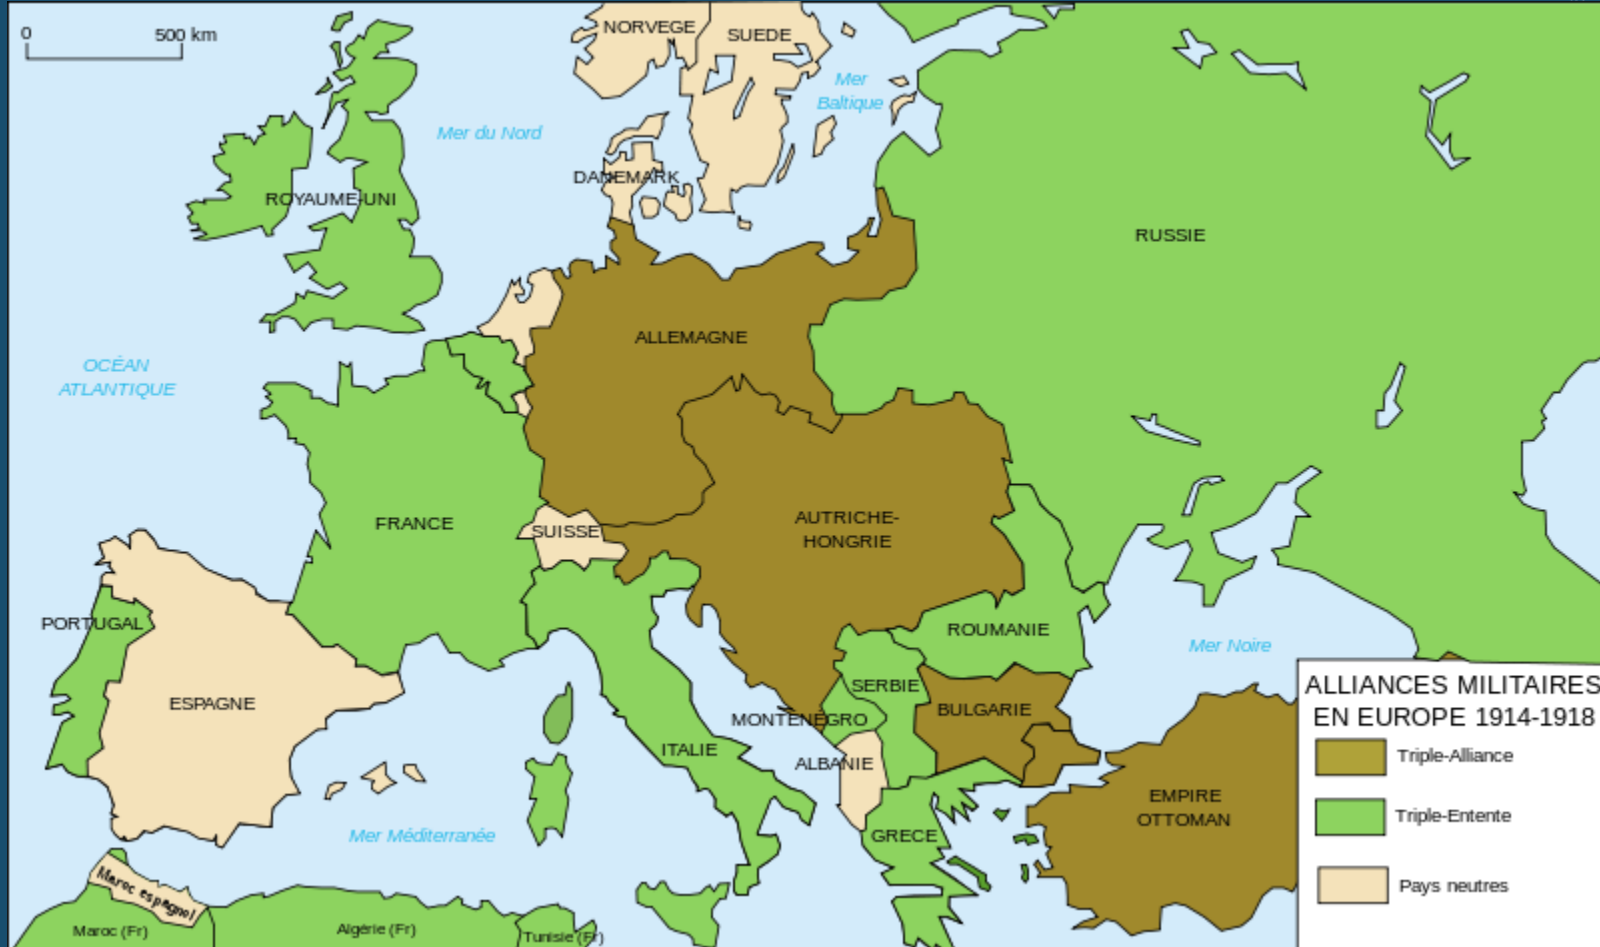 0
500 km
NORVEGE
SUEDE
Mer
Baltique
Mer du Nord
DANEMARK
ROYAUME-UNI
RUSSIE
ALLEMAGNE
OCÉAN
ATLANTIQUE
FRANCE
SUISSE
AUTRICHE-
HONGRIE
PORTUGAL
ROUMANIE
Mer Noire
ESPAGNE
SERBIE
BULGARIE
MONTENÉGRO
ITALIE
ALBANIE
EMPIRE
OTTOMAN
Mer Méditerranée
GRECE
Maroc espagnol
Maroc (Fr)
Algérie (Fr)
Tunisie (Fr)
ALLIANCES MILITAIRES
EN EUROPE 1914-1918
Triple-Alliance
Triple-Entente
Pays neutres